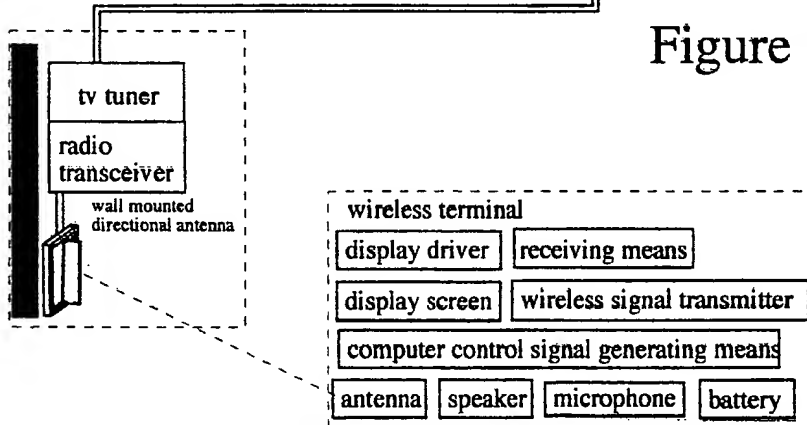 Figure
tv tuner
radio
transceiver
wall mounted
directional antenna
wireless terminal
display driver receiving means
display screen wireless signal transmitter
computer control signal generating means
antenna speaker microphone battery